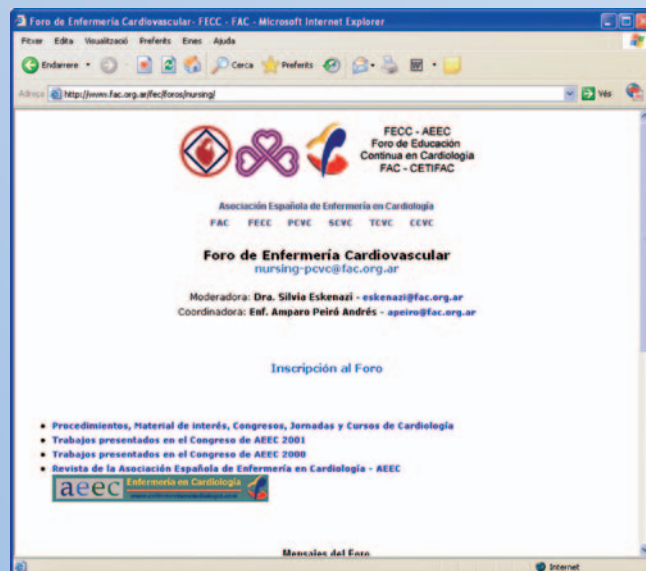 Foro de Enfermería Cardiovascular- FECC - FAC - Microsoft Internet Explorer
Fitxer Edita Visualització Preferits Eines Ajuda
Endarrere Cerca Preferits
Adreça http://www.fac.org.ar/fec/foros/nursing/ Vés
FECC - AEEC
Foro de Educación
Continua en Cardiología
FAC - CETIFAC
Asociación Española de Enfermería en Cardiología
FAC FECC PCVC SCVC TCVC CCVC
Foro de Enfermería Cardiovascular
nursing-pcvc@fac.org.ar
Moderadora: Dra. Silvia Eskenazi - eskenazi@fac.org.ar
Coordinadora: Enf. Amparo Peiró Andrés - apeiro@fac.org.ar
Inscripción al Foro
• Procedimientos, Material de interés, Congresos, Jornadas y Cursos de Cardiología
• Trabajos presentados en el Congreso de AEEC 2001
• Trabajos presentados en el Congreso de AEEC 2000
• Revista de la Asociación Española de Enfermería en Cardiología - AEEC
aeec Enfermería en Cardiología
Mensajes del Foro
Internet